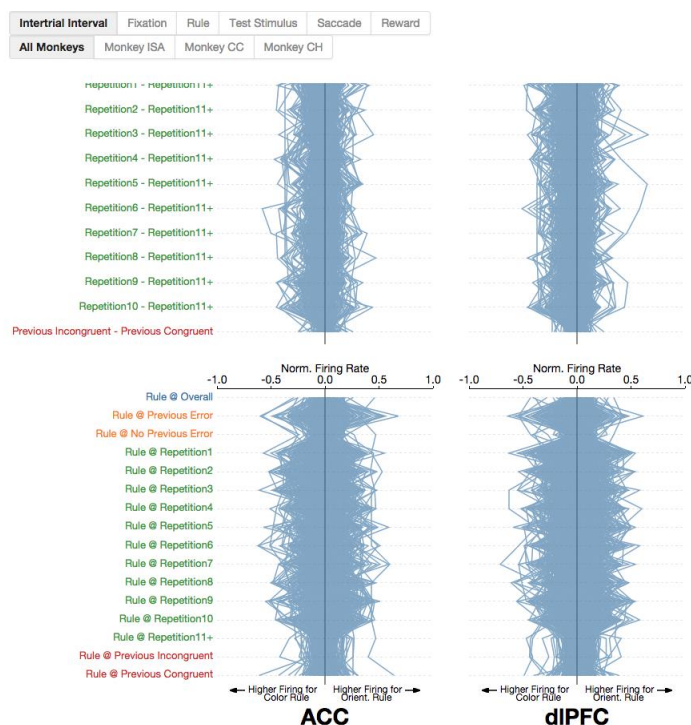 Intertrial Interval Fixation Rule Test Stimulus Saccade Reward
All Monkeys Monkey ISA Monkey CC Monkey CH
Repetition1 - Repetition11+
Repetition2 - Repetition11+
Repetition3 - Repetition11+
Repetition4 - Repetition11+
Repetition5 - Repetition11+
Repetition6 - Repetition11+
Repetition7 - Repetition11+
Repetition8 - Repetition11+
Repetition9 - Repetition11+
Repetition10 - Repetition11+
Previous Incongruent - Previous Congruent
Norm. Firing Rate Norm. Firing Rate
-1.0 -0.5 0.0 0.5 1.0 -0.5 0.0 0.5 1.0
Rule @ Overall
Rule @ Previous Error
Rule @ No Previous Error
Rule @ Repetition1
Rule @ Repetition2
Rule @ Repetition3
Rule @ Repetition4
Rule @ Repetition5
Rule @ Repetition6
Rule @ Repetition7
Rule @ Repetition8
Rule @ Repetition9
Rule @ Repetition10
Rule @ Repetition11+
Rule @ Previous Incongruent
Rule @ Previous Congruent
Higher Firing for Higher Firing for Higher Firing for Higher Firing for
Color Rule Orient. Rule Color Rule Orient. Rule
ACC dlPFC